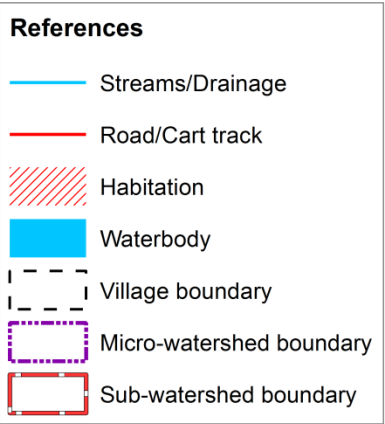 References
Streams/Drainage
Road/Cart track
Habitation
Waterbody
Village boundary
Micro-watershed boundary
Sub-watershed boundary